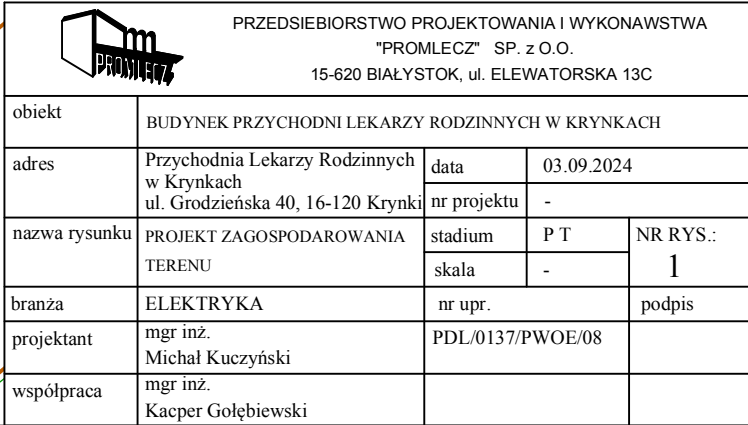 PROMLECZ
PRZEDSIEBIORSTWO PROJEKTOWANIA I WYKONAWSTWA
"PROMLECZ" SP. z O.O.
15-620 BIAŁYSTOK, ul. ELEWATORSKA 13C
obiekt
BUDYNEK PRZYCHODNI LEKARZY RODZINNYCH W KRYNKACH
adres
Przychodnia Lekarzy Rodzinnych
w Krynkach
ul. Grodzieńska 40, 16-120 Krynki
data 03.09.2024
nr projektu -
nazwa rysunku
PROJEKT ZAGOSPODAROWANIA
TERENU
stadium P T
skala -
NR RYS.:
1
branża ELEKTRYKA nr upr. podpis
projektant
mgr inż.
Michał Kuczyński
PDL/0137/PWOE/08
współpraca
mgr inż.
Kacper Gołębiewski